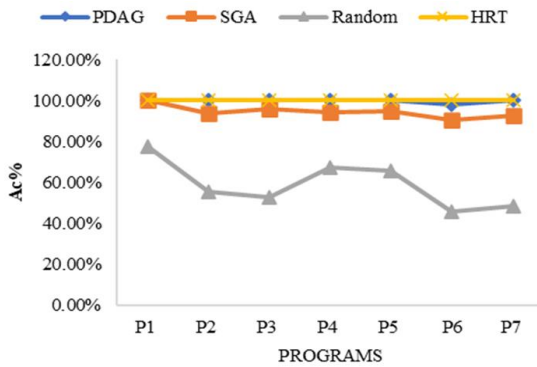 PDAG SGA Random HRT
120.00%
100.00%
80.00%
60.00%
40.00%
20.00%
0.00%
Ac%
P1 P2 P3 P4 P5 P6 P7
PROGRAMS